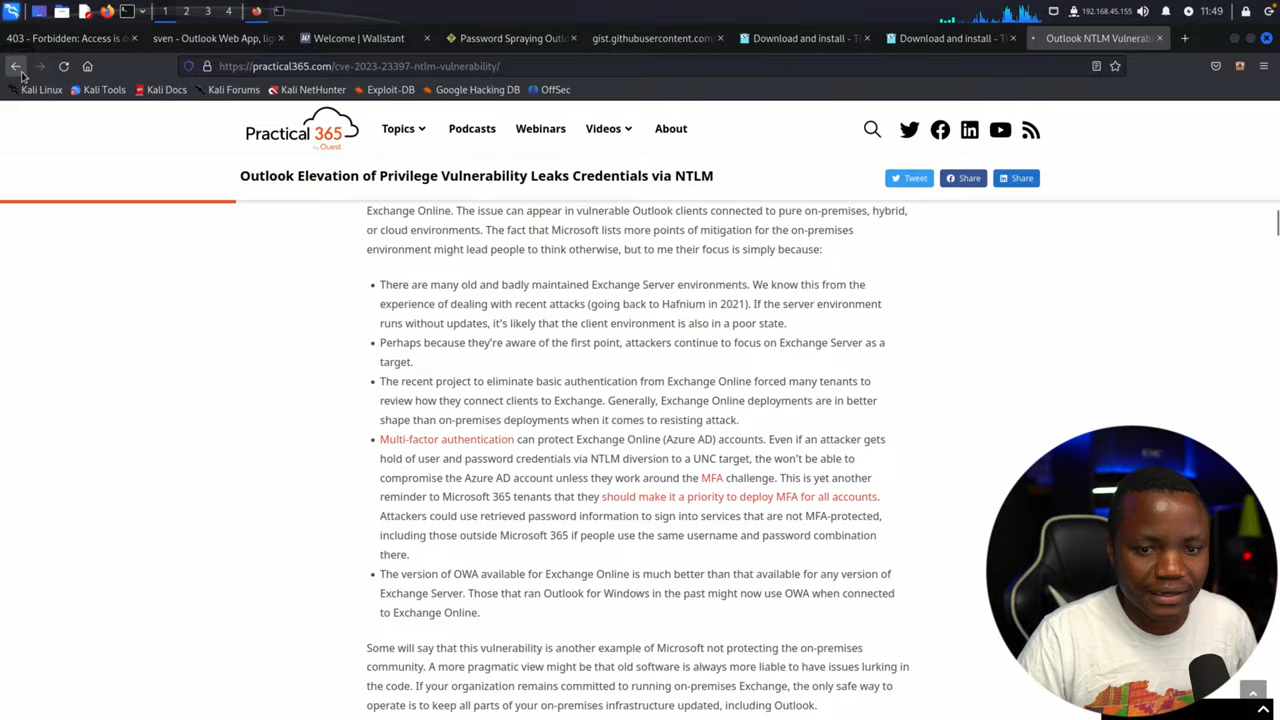 1 2 3 4
192.168.45.155
11:49
403 - Forbidden: Access is d
sven - Outlook Web App, lig
Welcome | Wallstant
Password Spraying Outl
gist.githubusercontent.com
Download and install - T
Download and install - T
Outlook NTLM Vulnerab
https://practical365.com/cve-2023-23397-ntlm-vulnerability/
Kali Linux
Kali Tools
Kali Docs
Kali Forums
Kali NetHunter
Exploit-DB
Google Hacking DB
OffSec
Practical 365
by Quest
Topics
Podcasts
Webinars
Videos
About
Outlook Elevation of Privilege Vulnerability Leaks Credentials via NTLM
Tweet
Share
Share
Exchange Online. The issue can appear in vulnerable Outlook clients connected to pure on-premises, hybrid,
or cloud environments. The fact that Microsoft lists more points of mitigation for the on-premises
environment might lead people to think otherwise, but to me their focus is simply because:
• There are many old and badly maintained Exchange Server environments. We know this from the
experience of dealing with recent attacks (going back to Hafnium in 2021). If the server environment
runs without updates, it's likely that the client environment is also in a poor state.
• Perhaps because they're aware of the first point, attackers continue to focus on Exchange Server as a
target.
• The recent project to eliminate basic authentication from Exchange Online forced many tenants to
review how they connect clients to Exchange. Generally, Exchange Online deployments are in better
shape than on-premises deployments when it comes to resisting attack.
• Multi-factor authentication can protect Exchange Online (Azure AD) accounts. Even if an attacker gets
hold of user and password credentials via NTLM diversion to a UNC target, the won't be able to
compromise the Azure AD account unless they work around the MFA challenge. This is yet another
reminder to Microsoft 365 tenants that they should make it a priority to deploy MFA for all accounts.
Attackers could use retrieved password information to sign into services that are not MFA-protected,
including those outside Microsoft 365 if people use the same username and password combination
there.
• The version of OWA available for Exchange Online is much better than that available for any version of
Exchange Server. Those that ran Outlook for Windows in the past might now use OWA when connected
to Exchange Online.
Some will say that this vulnerability is another example of Microsoft not protecting the on-premises
community. A more pragmatic view might be that old software is always more liable to have issues lurking in
the code. If your organization remains committed to running on-premises Exchange, the only safe way to
operate is to keep all parts of your on-premises infrastructure updated, including Outlook.